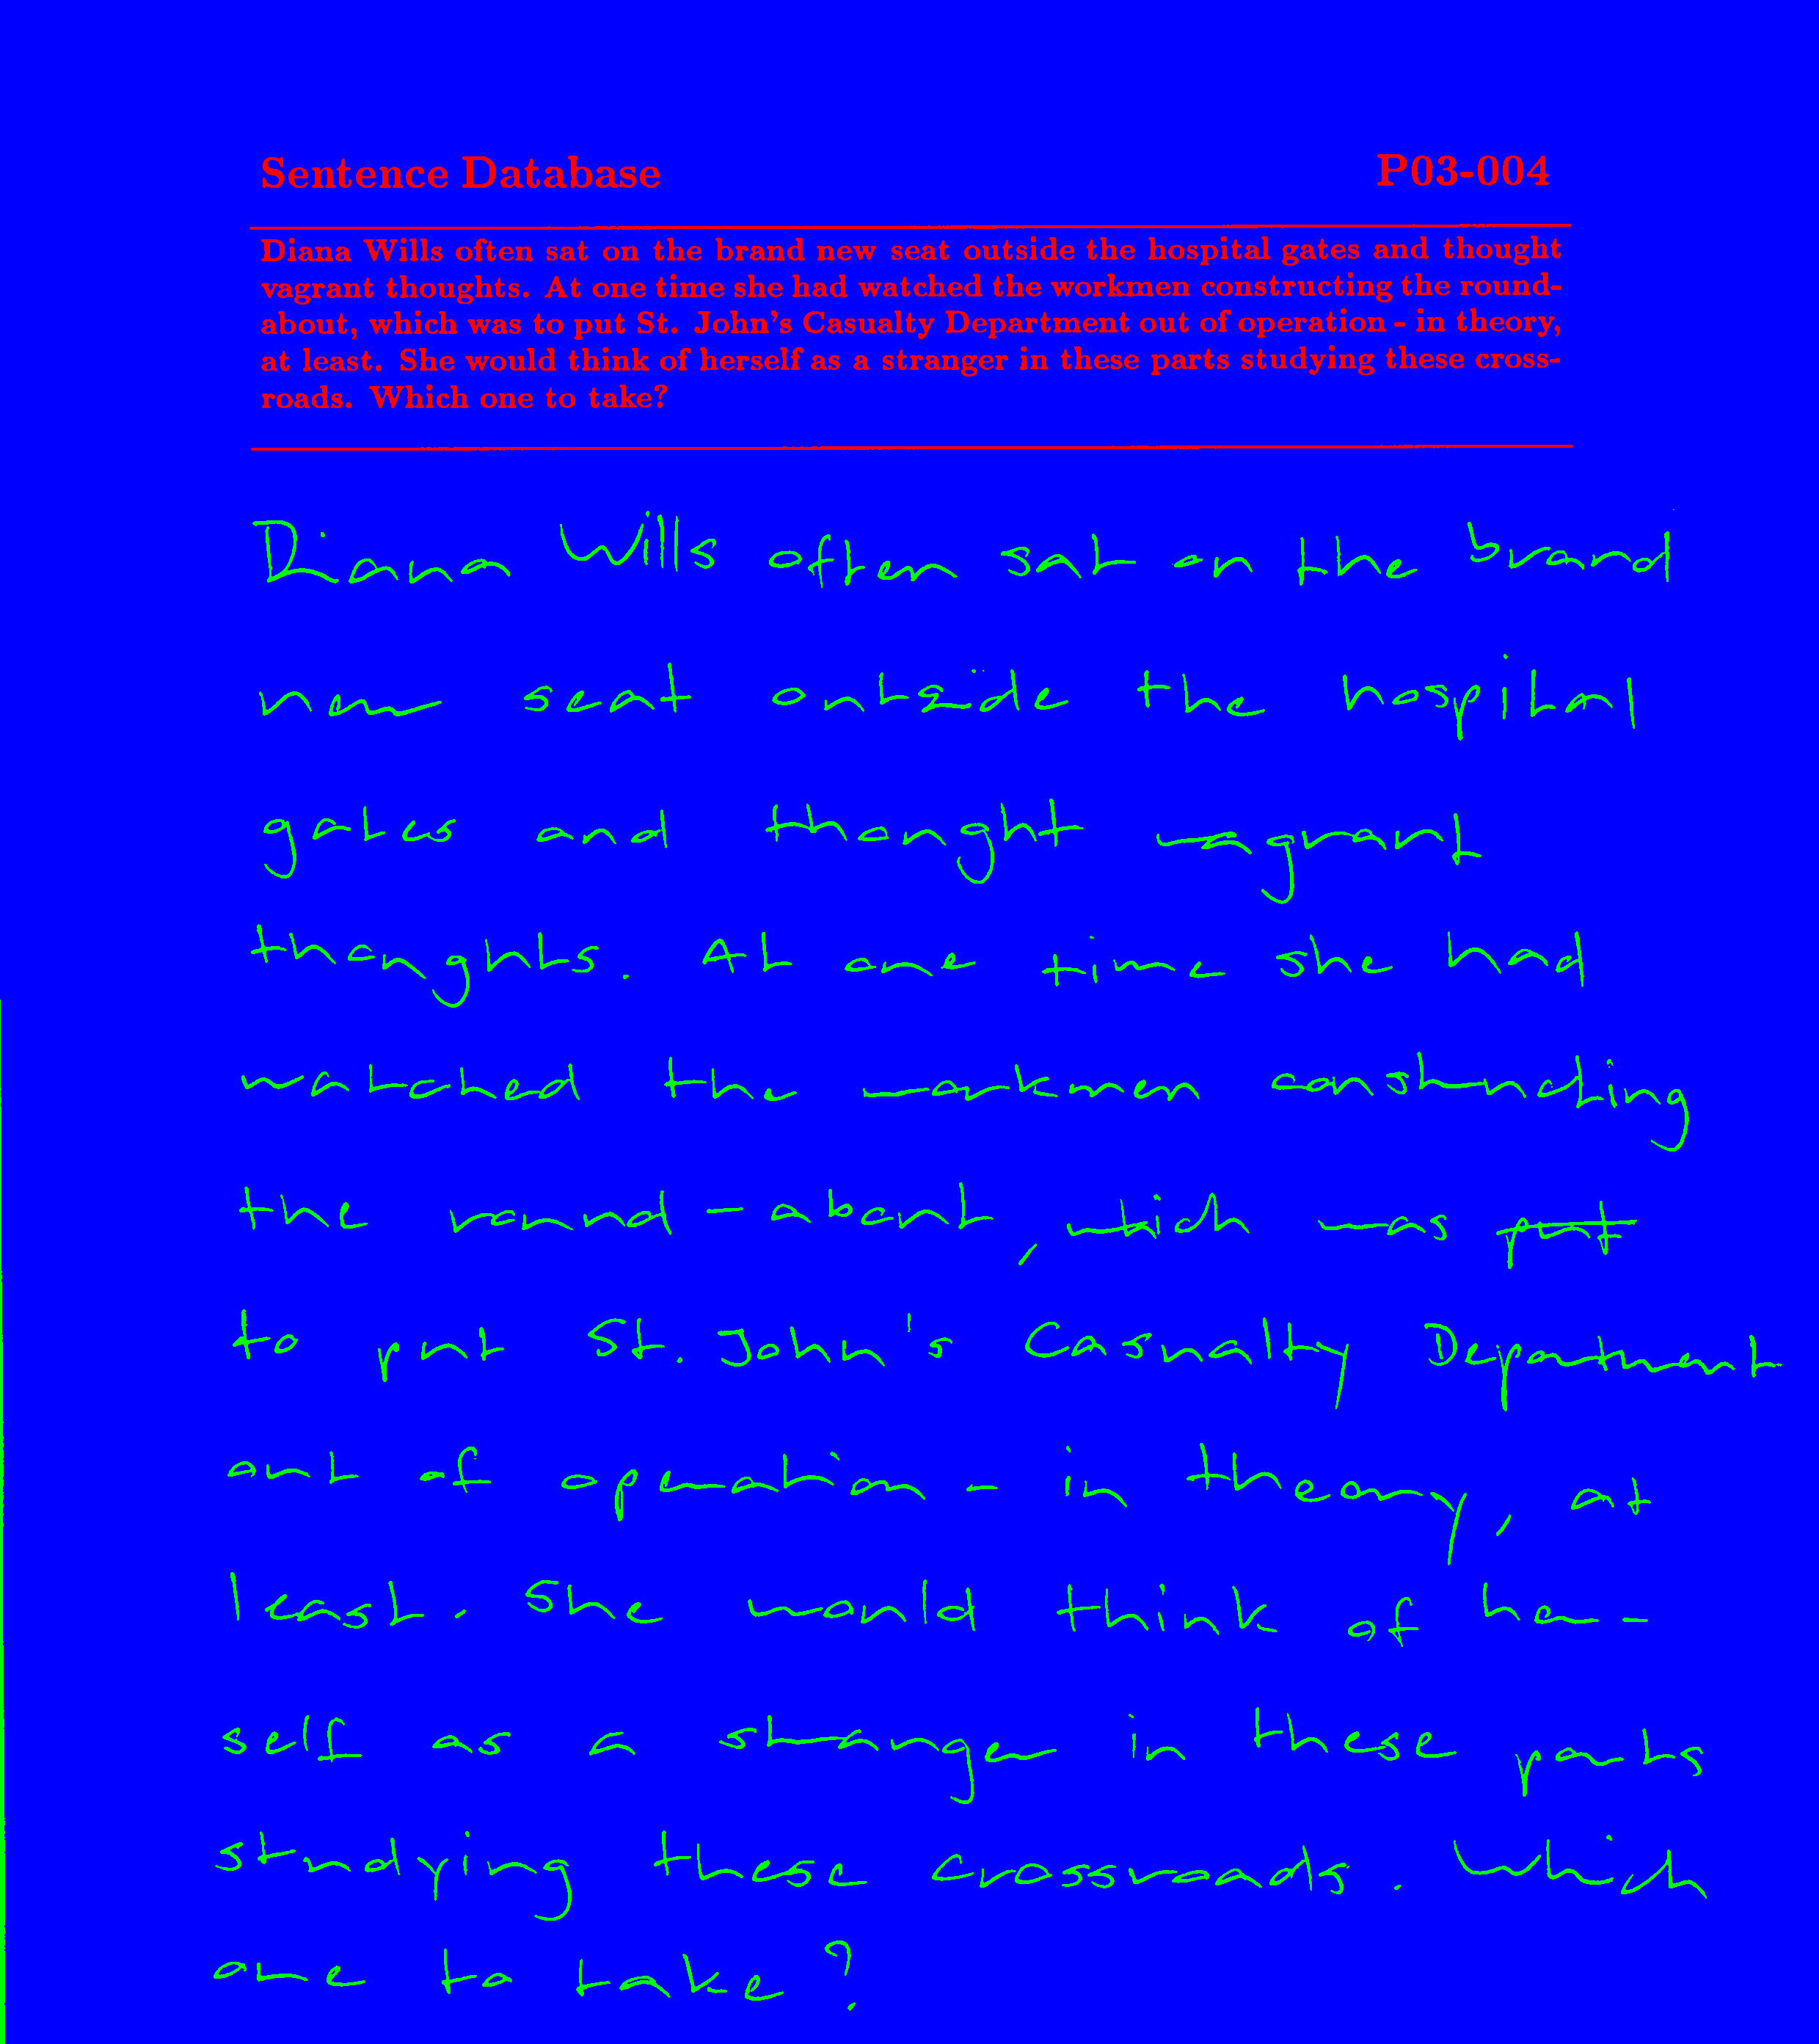 Sentence Database P03-004
Diana Wills often sat on the brand new seat outside the hospital gates and thought
vagrant thoughts. At one time she had watched the workmen constructing the round-
about, which was to put St. John's Casualty Department out of operation - in theory,
at least. She would think of herself as a stranger in these parts studying these cross-
roads. Which one to take?
Diana Wills often sat on the brand
new seat outside the hospital
gates and thought vagrant
thoughts. At one time she had
watched the workmen constructing
the round-about, which was put
to put St. John's Casualty Department
out of operation - in theory, at
least. She would think of her-
self as a stranger in these parts
studying these crossroads. Which
one to take?